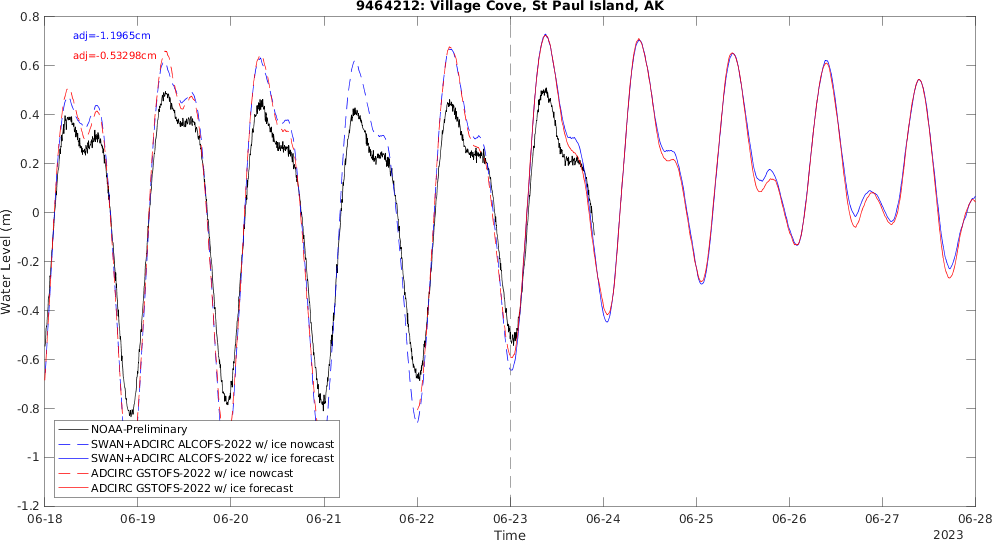 9464212: Village Cove, St Paul Island, AK
adj=-1.1965cm
adj=-0.53298cm
Water Level (m)
0.8
0.6
0.4
0.2
0
-0.2
-0.4
-0.6
-0.8
-1
-1.2
NOAA-Preliminary
SWAN+ADCIRC ALCOFS-2022 w/ ice nowcast
SWAN+ADCIRC ALCOFS-2022 w/ ice forecast
ADCIRC GSTOFS-2022 w/ ice nowcast
ADCIRC GSTOFS-2022 w/ ice forecast
06-18 06-19 06-20 06-21 06-22 06-23 06-24 06-25 06-26 06-27 06-28
Time
2023